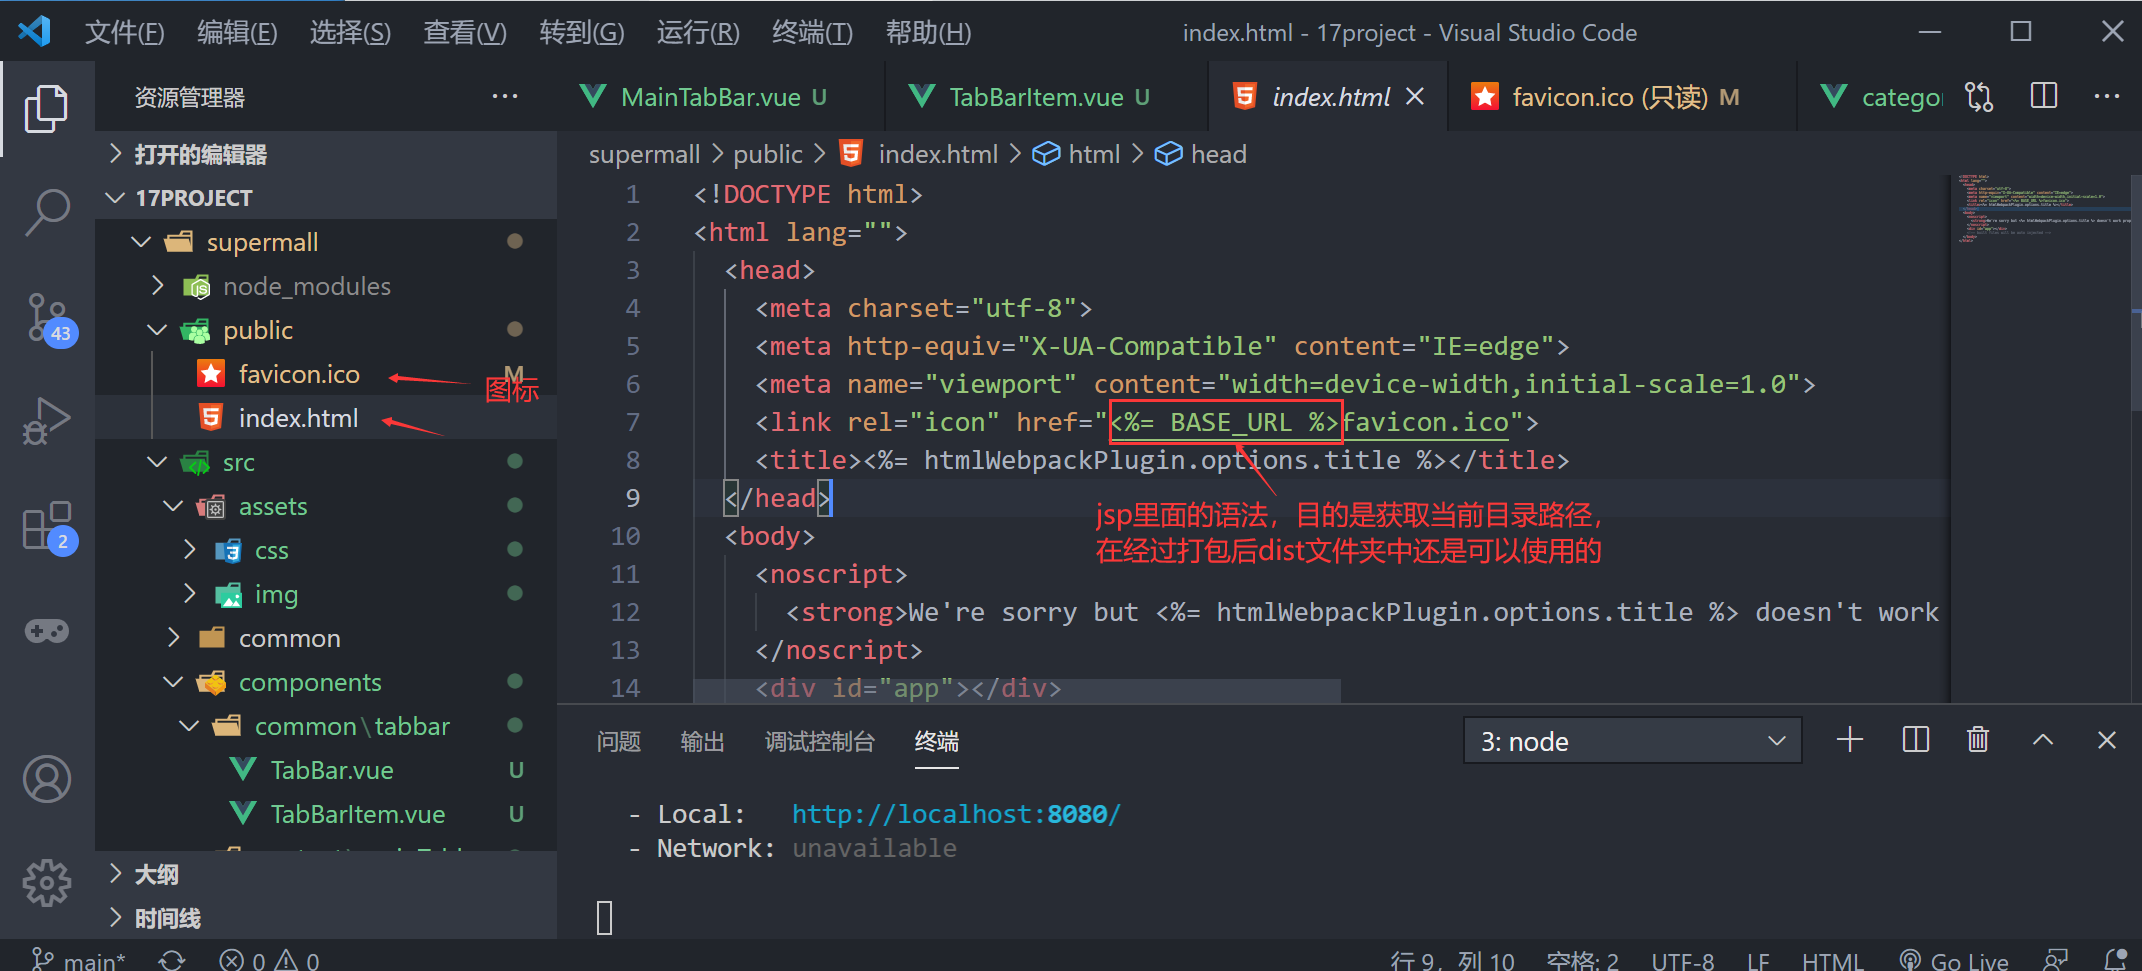 文件(F) 编辑(E) 选择(S) 查看(V) 转到(G) 运行(R) 终端(T) 帮助(H) index.html - 17project - Visual Studio Code
资源管理器 ...
MainTabBar.vue U TabBarItem.vue U index.html favicon.ico (只读) M catego
打开的编辑器
17PROJECT
supermall
node_modules
public
favicon.ico M
图标
index.html
src
assets
css
img
common
components
common\tabbar
TabBar.vue U
TabBarItem.vue U
大纲
时间线
43
2
supermall > public > index.html > html > head
1 <!DOCTYPE html>
2 <html lang="">
3 <head>
4 <meta charset="utf-8">
5 <meta http-equiv="X-UA-Compatible" content="IE=edge">
6 <meta name="viewport" content="width=device-width,initial-scale=1.0">
7 <link rel="icon" href="<%= BASE_URL %>favicon.ico">
8 <title><%= htmlWebpackPlugin.options.title %></title>
9 </head>
jsp里面的语法，目的是获取当前目录路径，
在经过打包后dist文件夹中还是可以使用的
10 <body>
11 <noscript>
12 <strong>We're sorry but <%= htmlWebpackPlugin.options.title %> doesn't work
13 </noscript>
14 <div id="app"></div>
问题 输出 调试控制台 终端 3: node
- Local: http://localhost:8080/
- Network: unavailable
main* 0 0 行 9，列 10 空格: 2 UTF-8 LF HTML Go Live